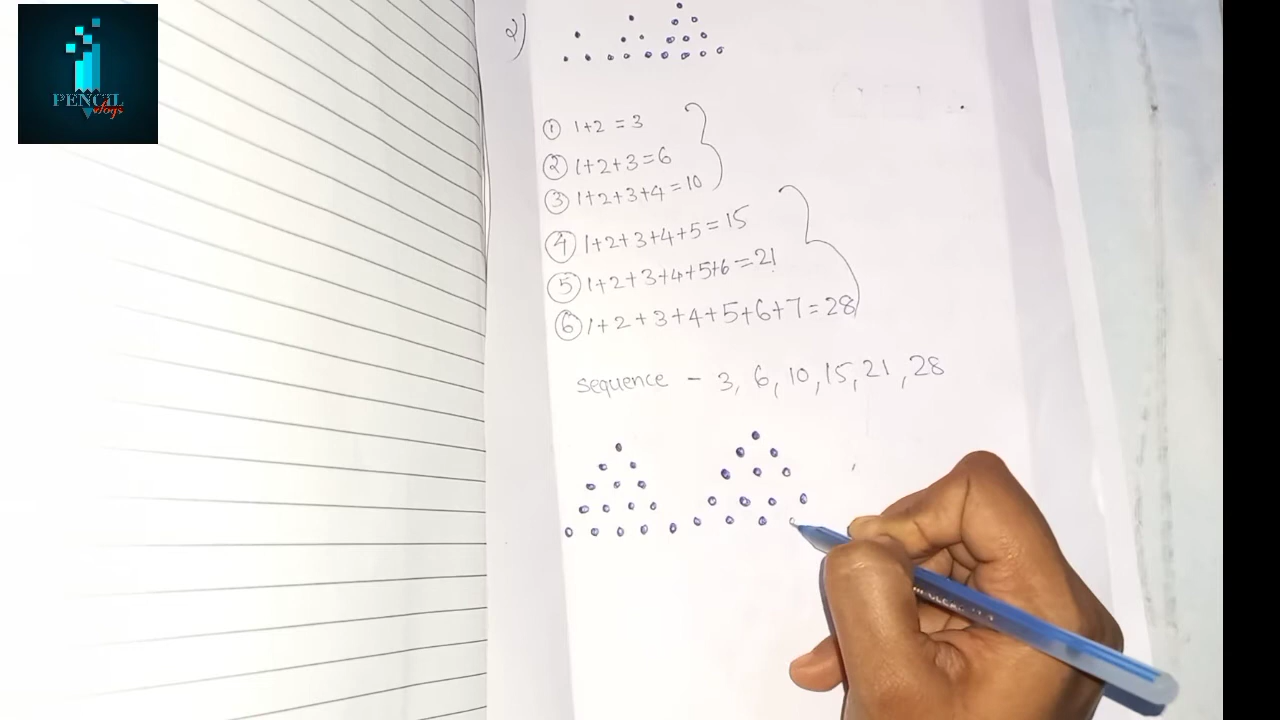 PENCIL
Jogs
2)
① 1+2 = 3
② 1+2+3=6
③ 1+2+3+4=10
④ 1+2+3+4+5=15
⑤ 1+2+3+4+5+6=21
⑥ 1+2+3+4+5+6+7=28
Sequence - 3, 6, 10, 15, 21, 28